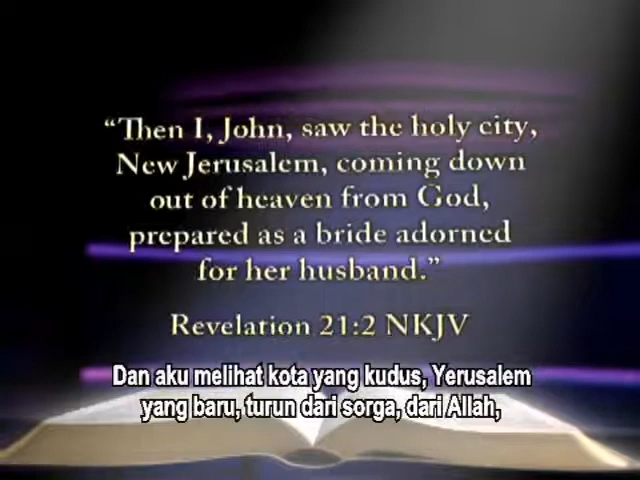 “Then I, John, saw the holy city,
New Jerusalem, coming down
out of heaven from God,
prepared as a bride adorned
for her husband.”
Revelation 21:2 NKJV
Dan aku melihat kota yang kudus, Yerusalem
yang baru, turun dari sorga, dari Allah,